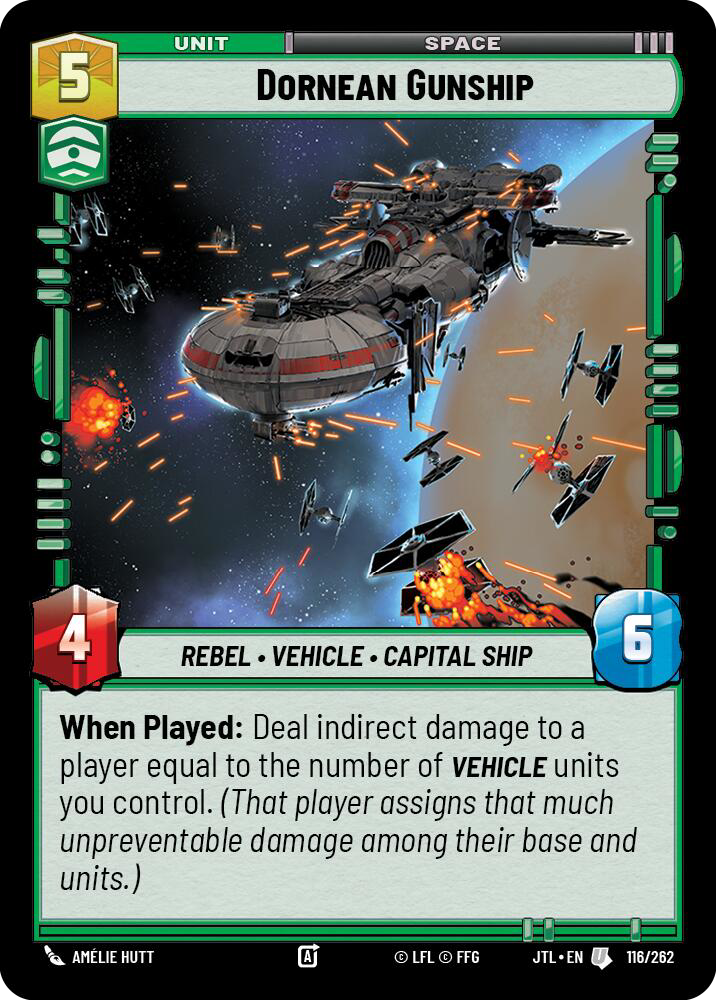 UNIT
SPACE
5
DORNEAN GUNSHIP
4
6
REBEL • VEHICLE • CAPITAL SHIP
When Played: Deal indirect damage to a
player equal to the number of VEHICLE units
you control. (That player assigns that much
unpreventable damage among their base and
units.)
AMÉLIE HUTT
A
© LFL © FFG
JTL • EN
U
116/262